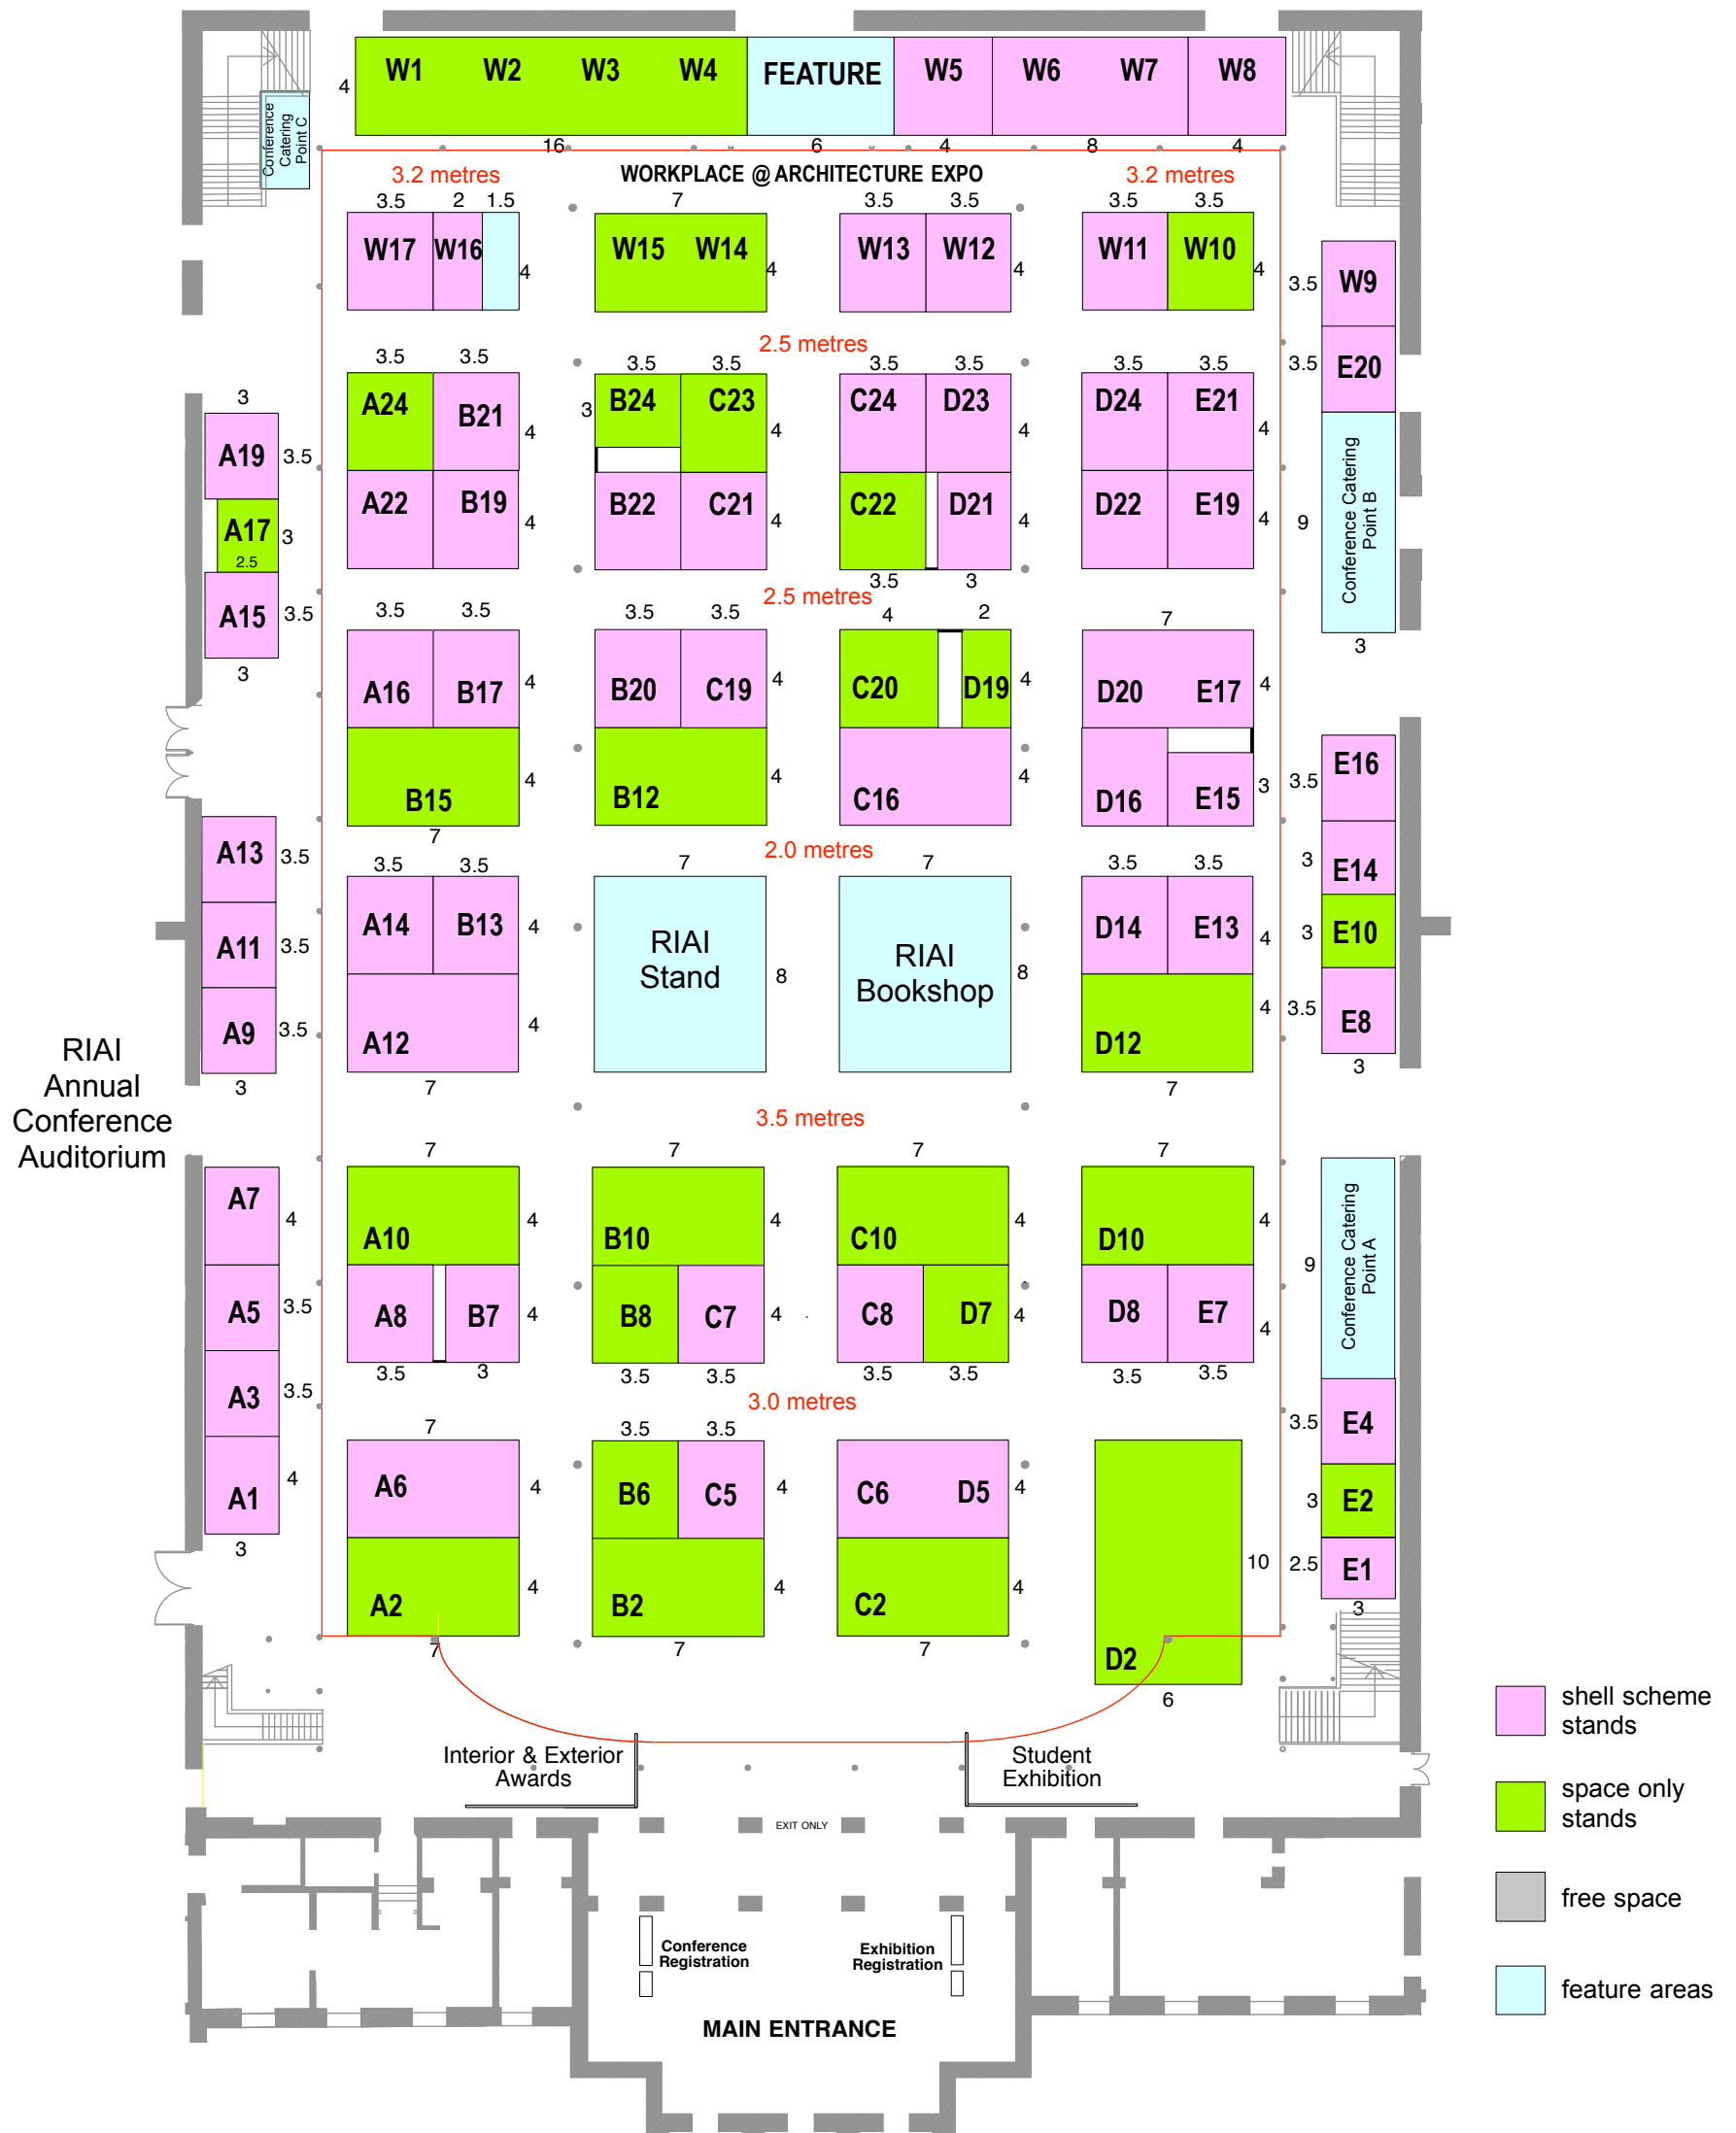 W1 W2 W3 W4 FEATURE W5 W6 W7 W8
4
Conference
Catering
Point C
16 6 4 8 4
3.2 metres WORKPLACE @ ARCHITECTURE EXPO 3.2 metres
3.5 2 1.5 7 3.5 3.5 3.5 3.5
W17 W16 4 W15 W14 4 W13 W12 4 W11 W10 4
3.5 W9
2.5 metres
3.5 3.5 3.5 3.5 3.5 3.5 3.5 3.5
3.5 E20
A24 B21 4 3 B24 C23 4 C24 D23 4 D24 E21 4
3
A19 3.5
A22 B19 4 B22 C21 4 C22 D21 4 D22 E19 4
A17 3
2.5
9 Conference Catering
Point B
3.5 3
2.5 metres
A15 3.5
3
3.5 3.5 3.5 3.5 4 2 7
3
A16 B17 4 B20 C19 4 C20 D19 4 D20 E17 4
B15 4 B12 4 C16 4 D16 E15 3
7
3.5 E16
2.0 metres
A13 3.5
3 E14
3.5 3.5 7 7 3.5 3.5
A14 B13 4 D14 E13 4
RIAI
Stand
8
RIAI
Bookshop
8
A11 3.5
3 E10
A12 4 D12 4
A9 3.5
3
3.5 E8
3
7 7
RIAI
Annual
Conference
Auditorium
3.5 metres
7 7 7 7
A7 4
A10 4 B10 4 C10 4 D10 4
9 Conference Catering
Point A
A5 3.5
A8 B7 4 B8 C7 4 C8 D7 4 D8 E7 4
3.5 3 3.5 3.5 3.5 3.5 3.5 3.5
A3 3.5
3.0 metres
3.5 E4
7 3.5 3.5
A1 4
3
A6 4 B6 C5 4 C6 D5 4
3 E2
A2 4 B2 4 C2 4 10
2.5 E1
3
7 7 7
D2
6
Interior & Exterior
Awards
Student
Exhibition
EXIT ONLY
Conference
Registration
Exhibition
Registration
MAIN ENTRANCE
shell scheme
stands
space only
stands
free space
feature areas